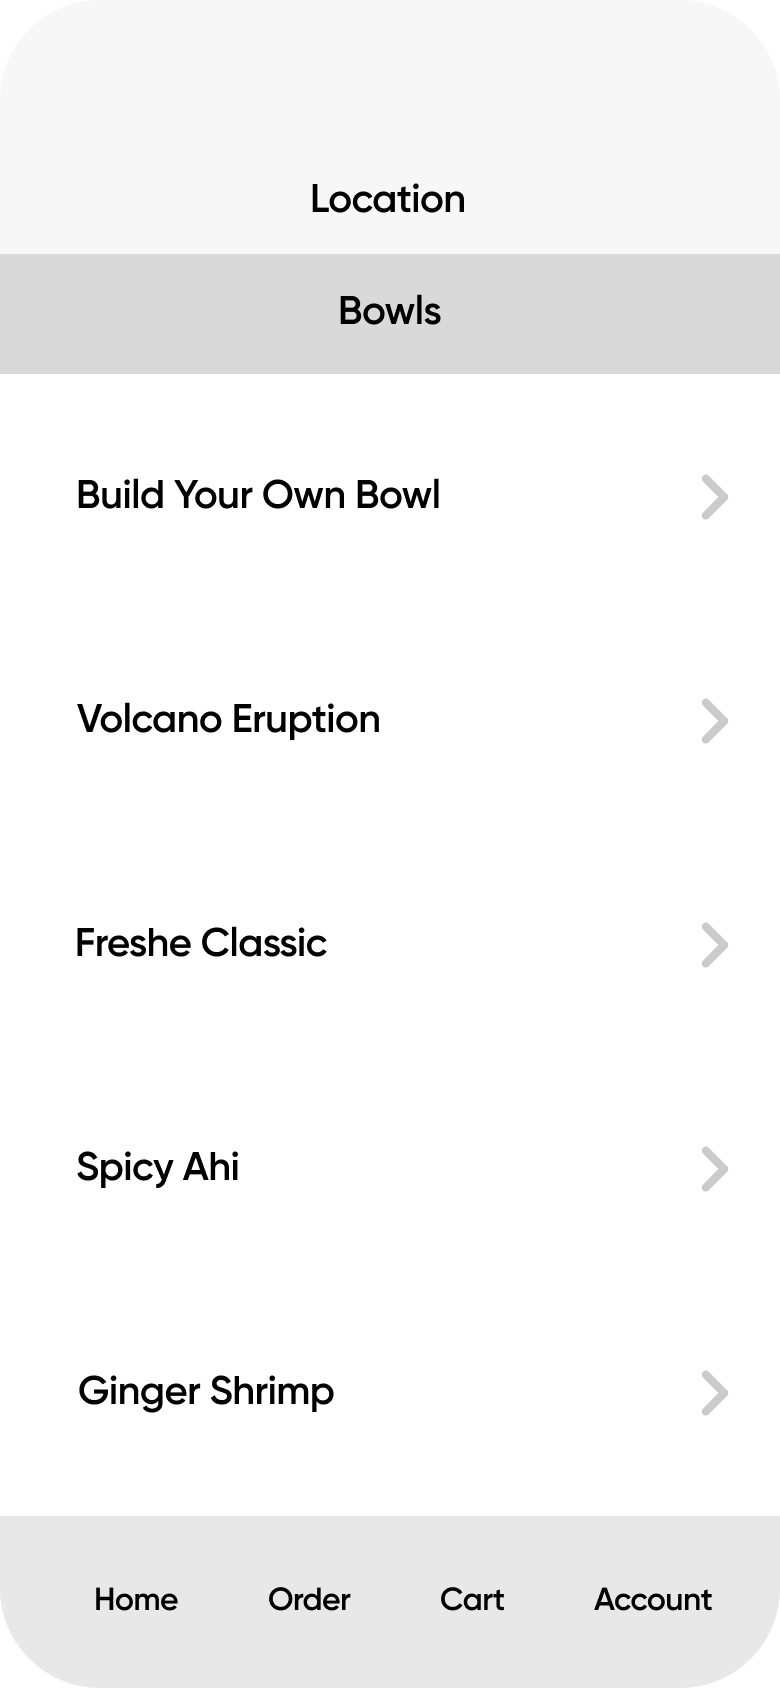 Location
Bowls
Build Your Own Bowl
Volcano Eruption
Freshe Classic
Spicy Ahi
Ginger Shrimp
Home Order Cart Account